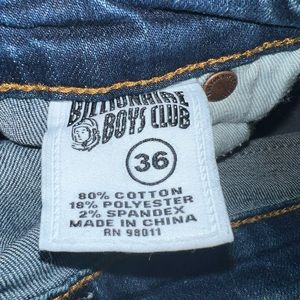 BILLIONAIRE
BOYS CLUB
36
80% COTTON
18% POLYESTER
2% SPANDEX
MADE IN CHINA
RN 98011